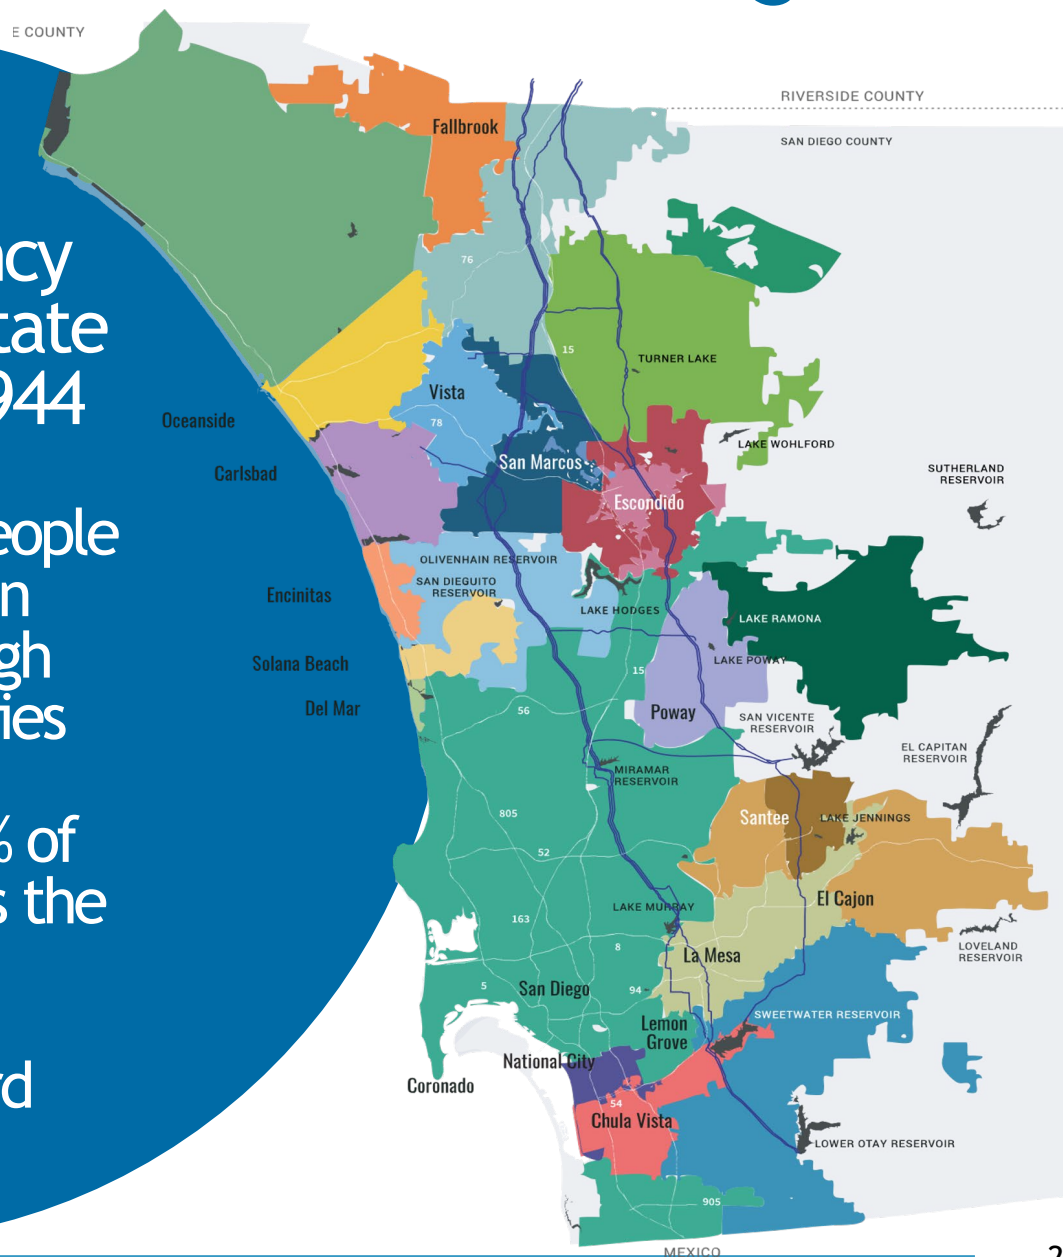 E COUNTY
RIVERSIDE COUNTY
SAN DIEGO COUNTY
Fallbrook
ncy
tate
944
eople
n
gh
ies
% of
s the
rd
76
15
TURNER LAKE
Vista
Oceanside
78
LAKE WOHLFORD
San Marcos
Carlsbad
SUTHERLAND
RESERVOIR
Escondido
OLIVENHAIN RESERVOIR
SAN DIEGUITO
RESERVOIR
Encinitas
LAKE HODGES
LAKE RAMONA
Solana Beach
LAKE POWAY
15
Del Mar
56
Poway
SAN VICENTE
RESERVOIR
EL CAPITAN
RESERVOIR
MIRAMAR
RESERVOIR
805
Santee
LAKE JENNINGS
52
El Cajon
LAKE MURRAY
163
8
La Mesa
LOVELAND
RESERVOIR
5
San Diego
94
SWEETWATER RESERVOIR
Lemon
Grove
National City
Coronado
54
Chula Vista
LOWER OTAY RESERVOIR
905
MEXICO
2